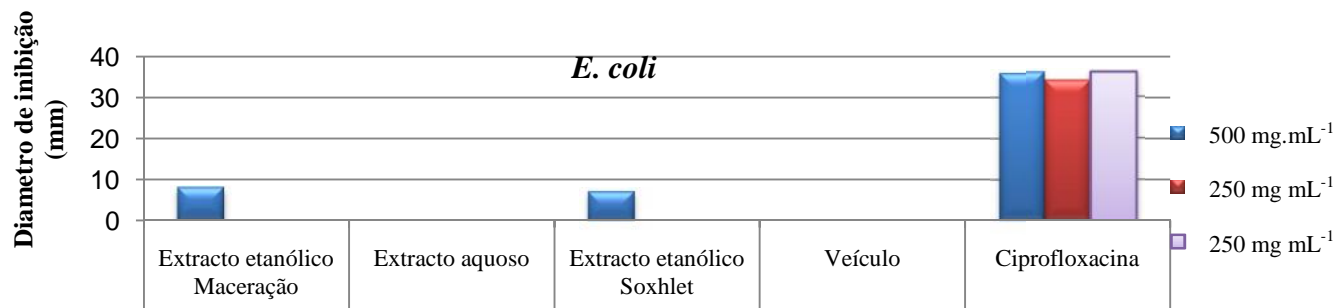 Diametro de inibição
(mm)
E. coli
40
30
20
10
0
Extracto etanólico
Maceração
Extracto aquoso
Extracto etanólico
Soxhlet
Veículo
Ciprofloxacina
500 mg.mL⁻¹
250 mg mL⁻¹
250 mg mL⁻¹